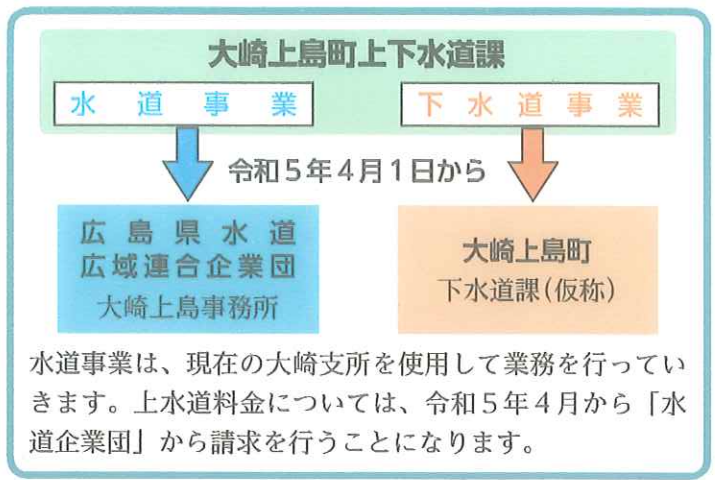 大崎上島町上下水道課
水道事業
下水道事業
令和5年4月1日から
広島県水道
広域連合企業団
大崎上島事務所
大崎上島町
下水道課(仮称)
水道事業は、現在の大崎支所を使用して業務を行ってい
きます。上水道料金については、令和5年4月から「水
道企業団」から請求を行うことになります。